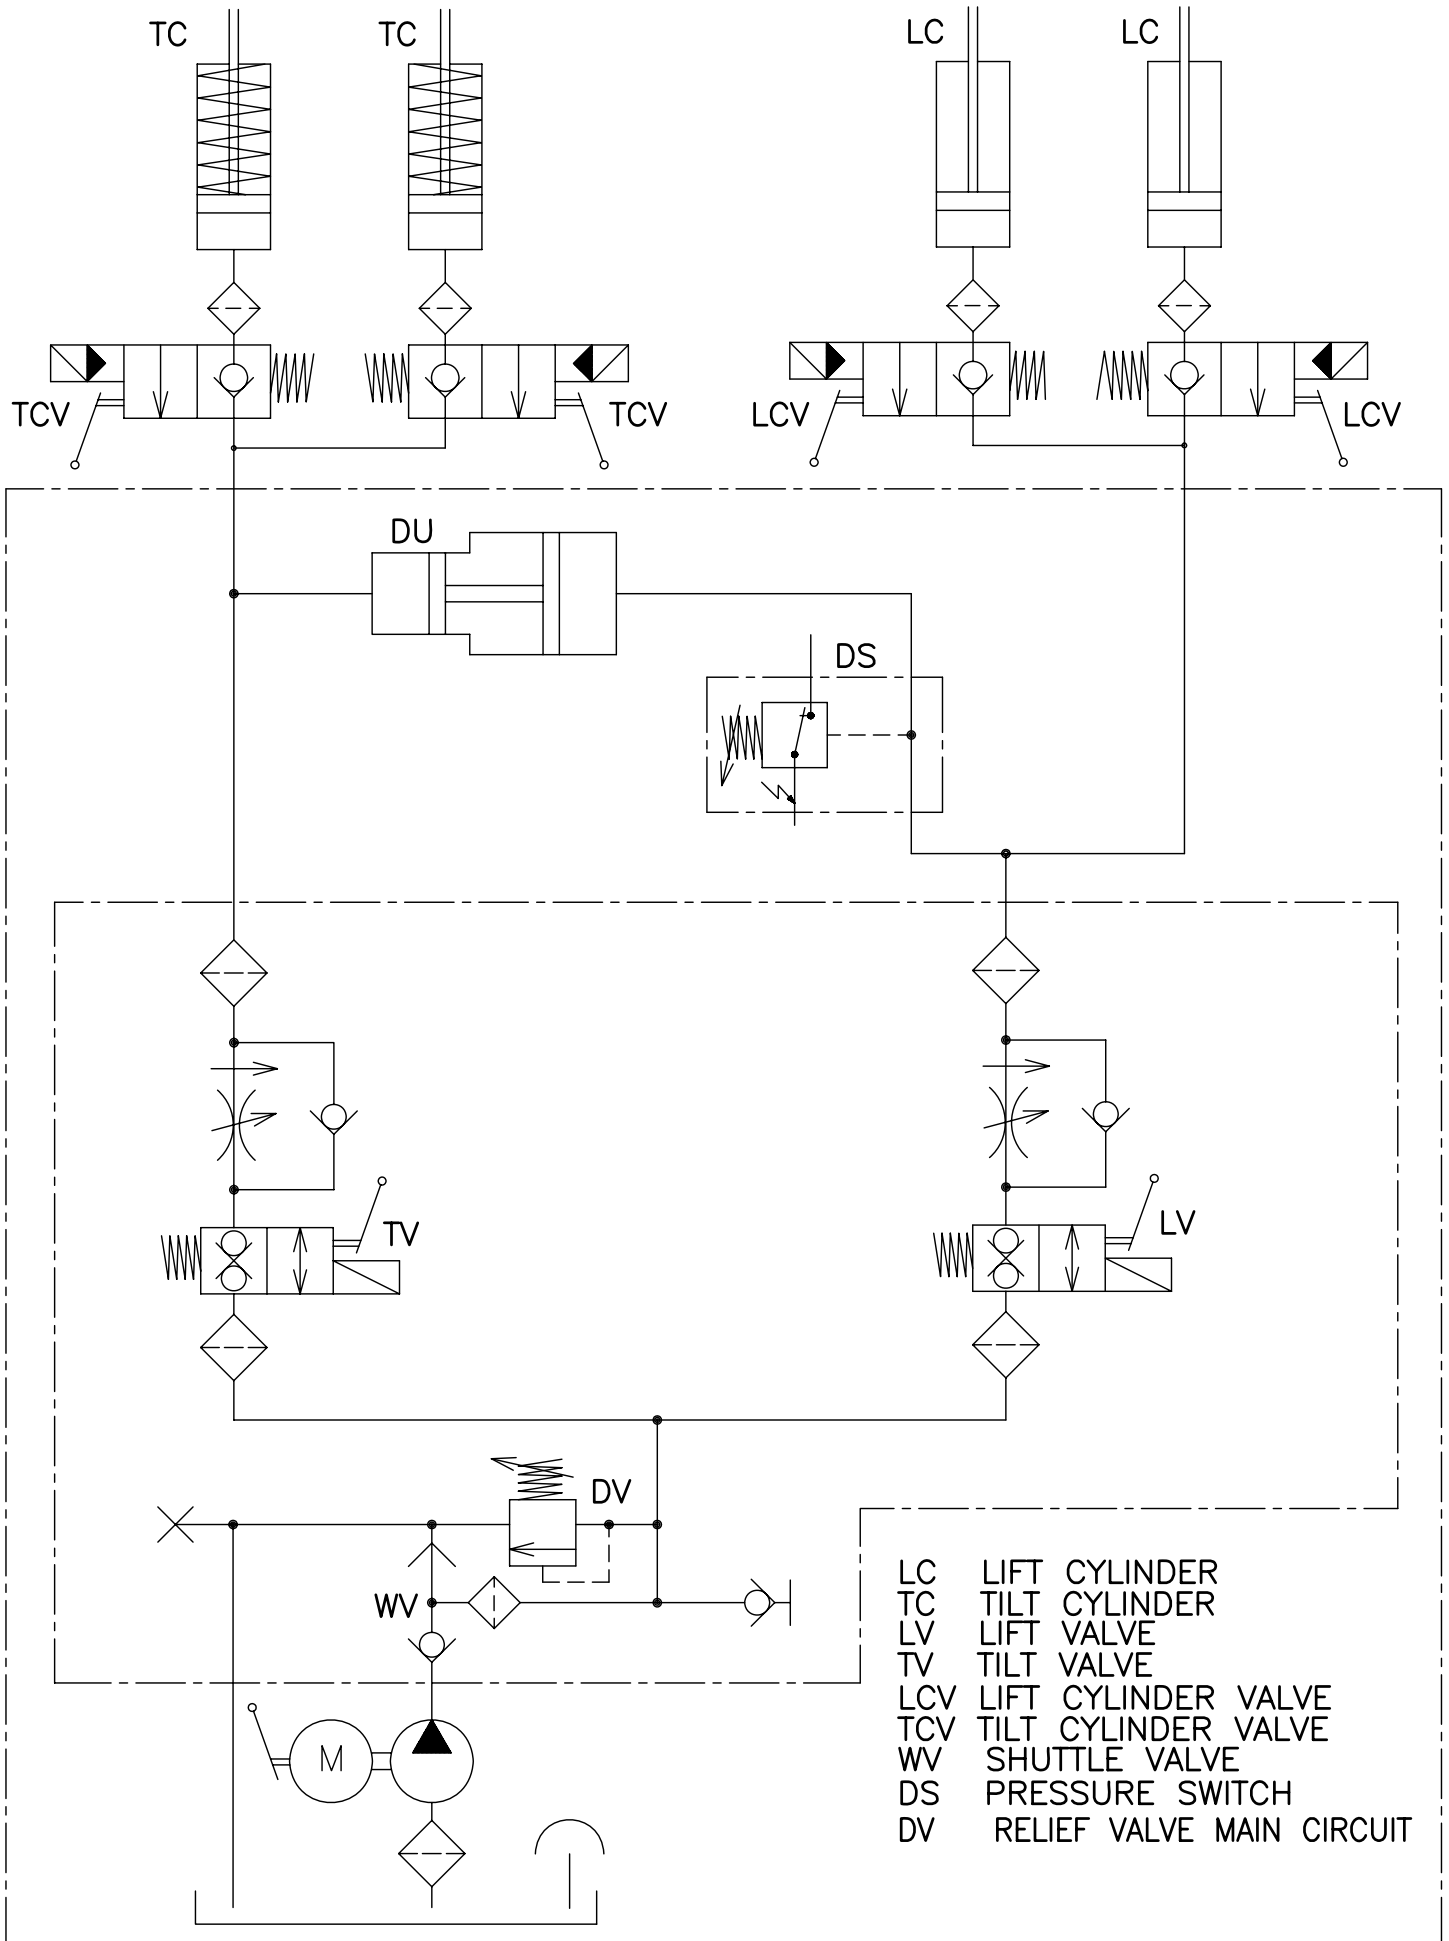 TC TC LC LC
TCV TCV LCV LCV
DU
DS
TV LV
DV
WV
M
LC LIFT CYLINDER
TC TILT CYLINDER
LV LIFT VALVE
TV TILT VALVE
LCV LIFT CYLINDER VALVE
TCV TILT CYLINDER VALVE
WV SHUTTLE VALVE
DS PRESSURE SWITCH
DV RELIEF VALVE MAIN CIRCUIT